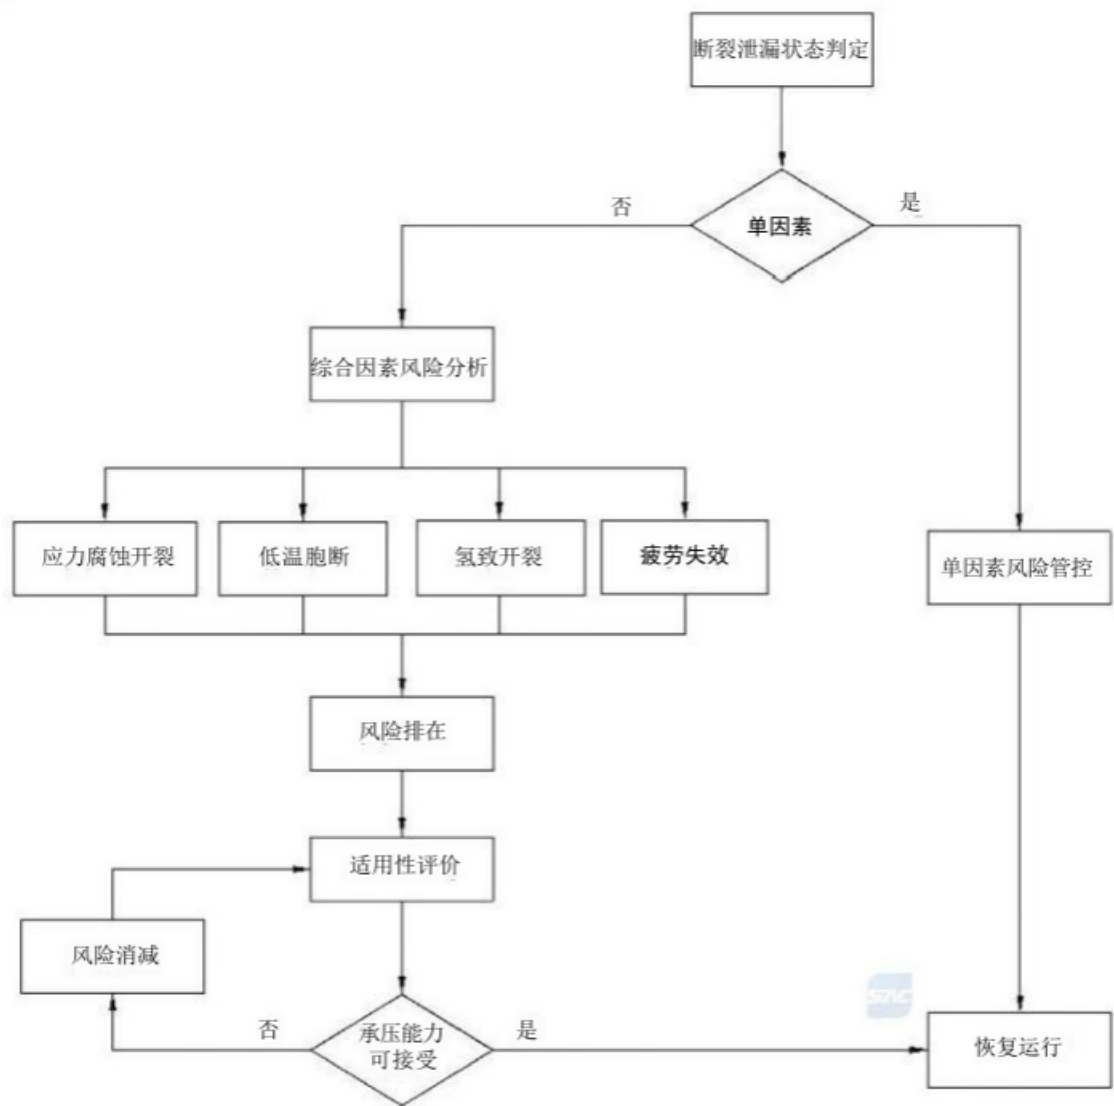 断裂泄漏状态判定
单因素
否
是
综合因素风险分析
应力腐蚀开裂
低温胞断
氢致开裂
疲劳失效
单因素风险管控
风险排在
适用性评价
风险消减
否
承压能力
可接受
是
恢复运行
SZIC